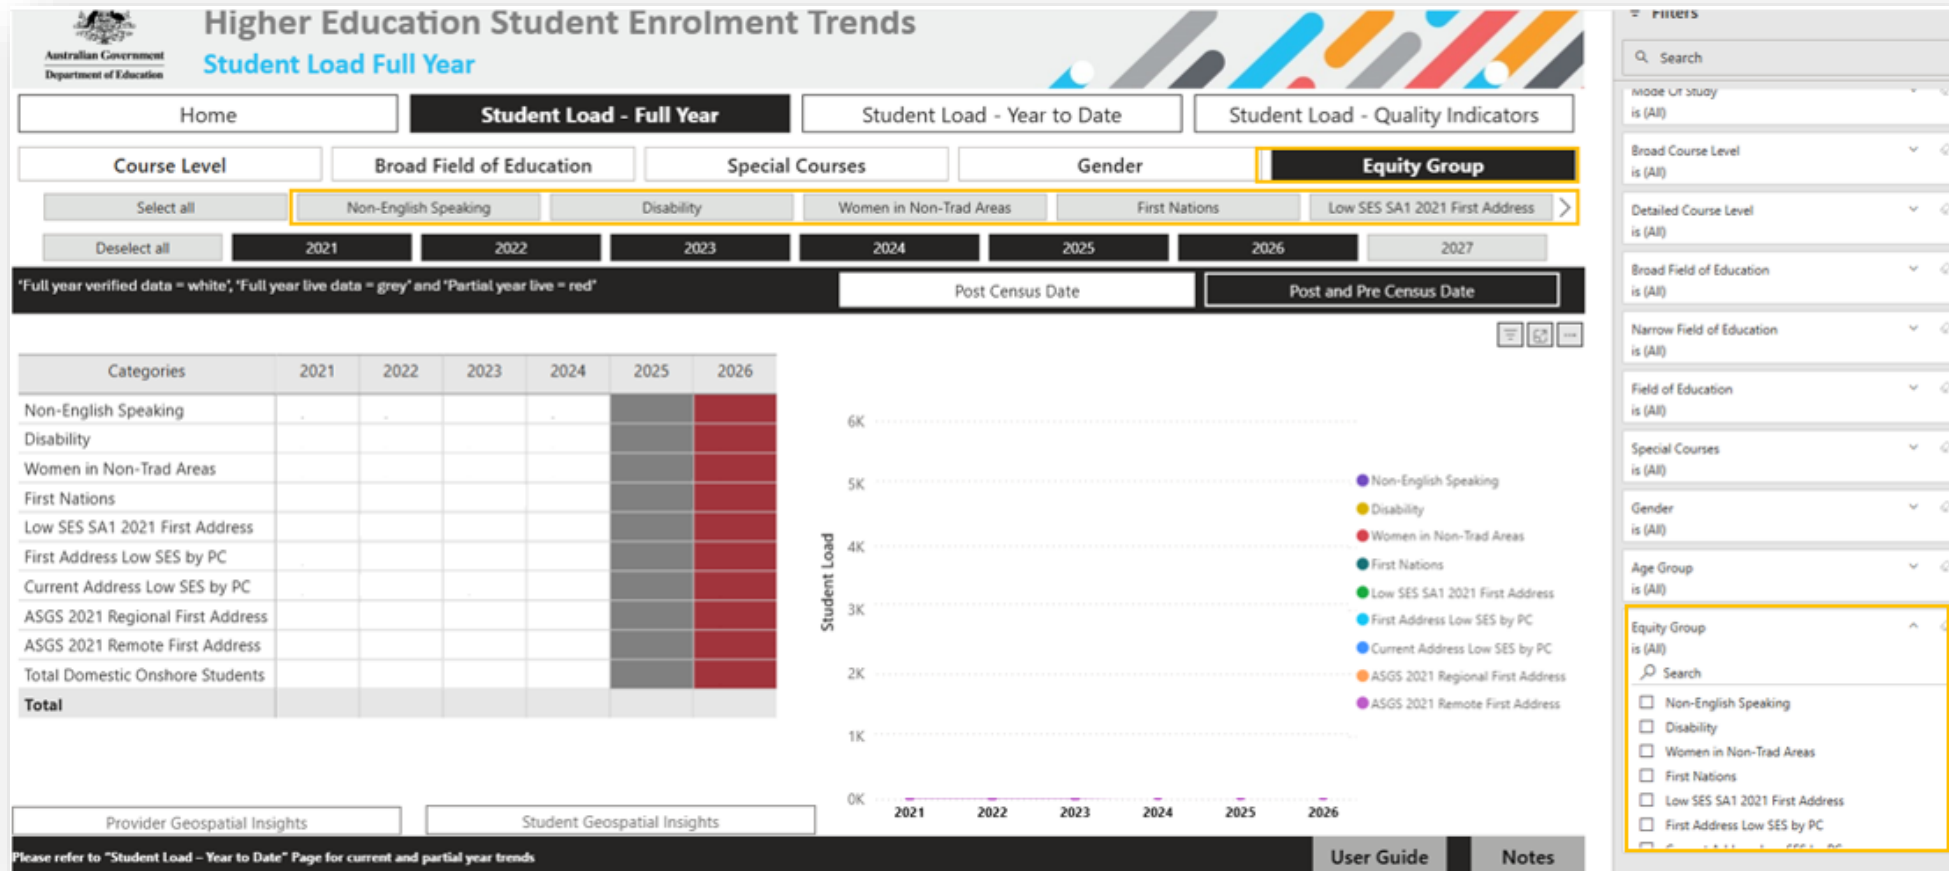 Australian Government
Department of Education
Higher Education Student Enrolment Trends
Student Load Full Year
Home
Student Load - Full Year
Student Load - Year to Date
Student Load - Quality Indicators
Course Level
Broad Field of Education
Special Courses
Gender
Equity Group
Select all
Non-English Speaking
Disability
Women in Non-Trad Areas
First Nations
Low SES SA1 2021 First Address
Deselect all
2021
2022
2023
2024
2025
2026
2027
'Full year verified data = white', 'Full year live data = grey' and 'Partial year live = red'
Post Census Date
Post and Pre Census Date
Categories 2021 2022 2023 2024 2025 2026
Non-English Speaking
Disability
Women in Non-Trad Areas
First Nations
Low SES SA1 2021 First Address
First Address Low SES by PC
Current Address Low SES by PC
ASGS 2021 Regional First Address
ASGS 2021 Remote First Address
Total Domestic Onshore Students
Total
Student Load
6K
5K
4K
3K
2K
1K
0K
2021 2022 2023 2024 2025 2026
Non-English Speaking
Disability
Women in Non-Trad Areas
First Nations
Low SES SA1 2021 First Address
First Address Low SES by PC
Current Address Low SES by PC
ASGS 2021 Regional First Address
ASGS 2021 Remote First Address
Provider Geospatial Insights
Student Geospatial Insights
Please refer to "Student Load – Year to Date" Page for current and partial year trends
User Guide
Notes
Filters
Search
Mode Of Study
is (All)
Broad Course Level
is (All)
Detailed Course Level
is (All)
Broad Field of Education
is (All)
Narrow Field of Education
is (All)
Field of Education
is (All)
Special Courses
is (All)
Gender
is (All)
Age Group
is (All)
Equity Group
is (All)
Search
Non-English Speaking
Disability
Women in Non-Trad Areas
First Nations
Low SES SA1 2021 First Address
First Address Low SES by PC